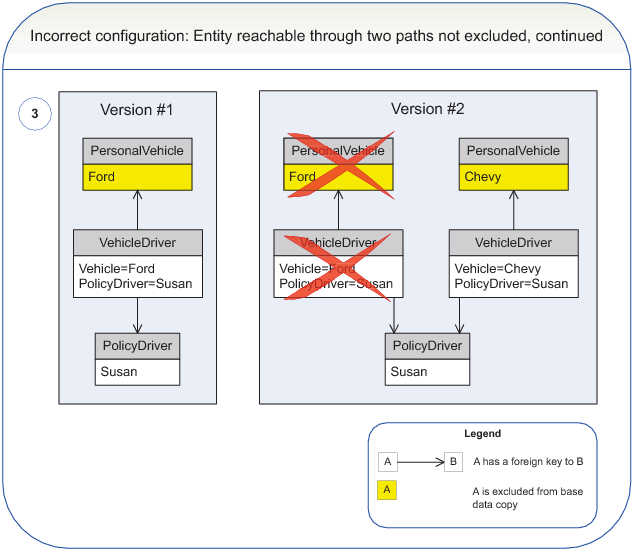 Incorrect configuration: Entity reachable through two paths not excluded, continued
3
Version #1
PersonalVehicle
Ford
VehicleDriver
Vehicle=Ford
PolicyDriver=Susan
PolicyDriver
Susan
Version #2
PersonalVehicle
Ford
PersonalVehicle
Chevy
VehicleDriver
Vehicle=Ford
PolicyDriver=Susan
VehicleDriver
Vehicle=Chevy
PolicyDriver=Susan
PolicyDriver
Susan
Legend
A
B
A has a foreign key to B
A
A is excluded from base
data copy